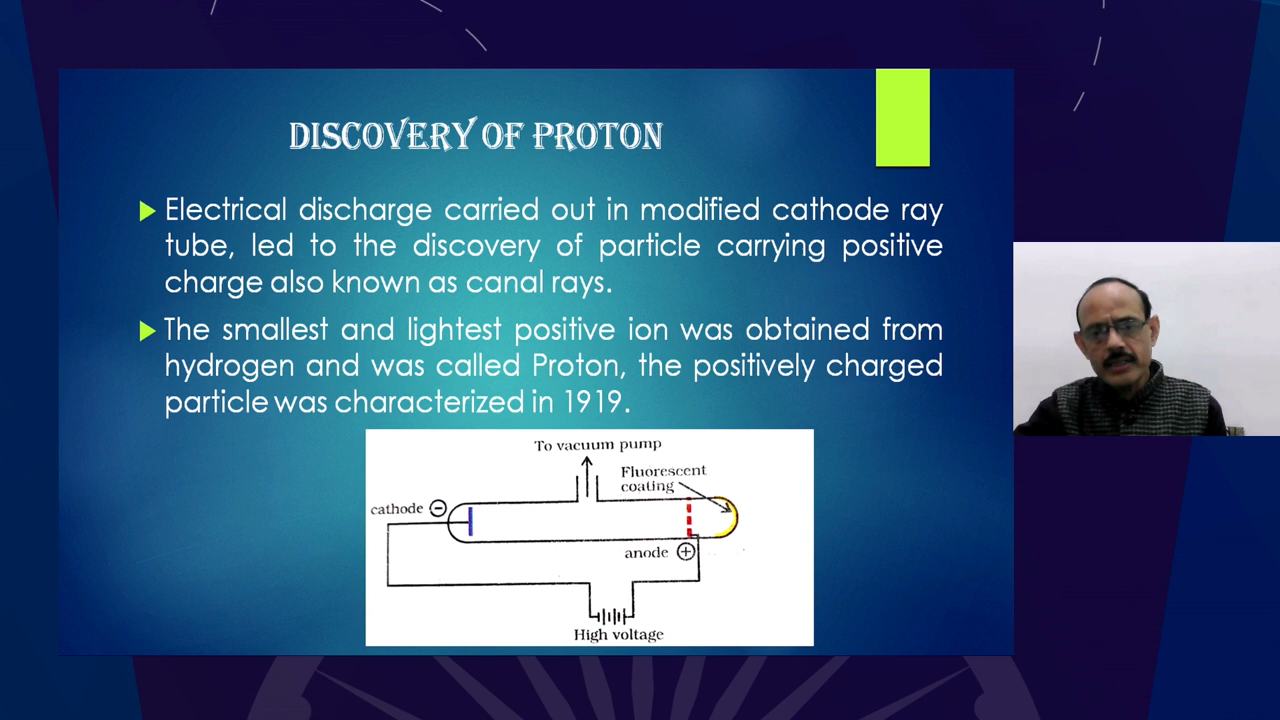 DISCOVERY OF PROTON
Electrical discharge carried out in modified cathode ray
tube, led to the discovery of particle carrying positive
charge also known as canal rays.
The smallest and lightest positive ion was obtained from
hydrogen and was called Proton, the positively charged
particle was characterized in 1919.
To vacuum pump
Fluorescent
coating
cathode −
anode +
High voltage